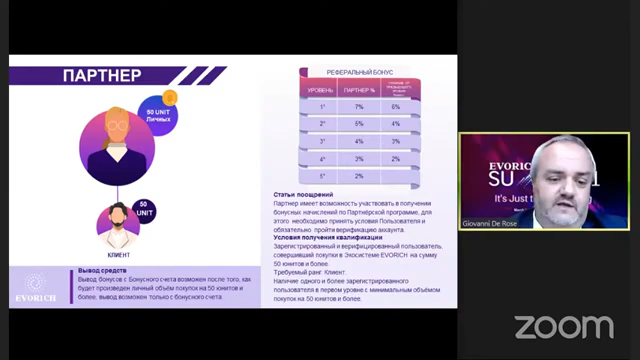 ПАРТНЕР
50 UNIT
Личных
50
UNIT
КЛИЕНТ
EVORICH
Вывод средств
Вывод бонусов с Бонусного счета возможен после того, как
будет произведен личный объём покупок на 50 юнитов и
более, вывод возможен только с бонусного счета.
РЕФЕРАЛЬНЫЙ БОНУС
УРОВЕНЬ ПАРТНЕР %
1° 7% 6%
2° 5% 4%
3° 4% 3%
4° 3% 2%
5° 2%
Статьи поощрений
Партнер имеет возможность участвовать в получении
бонусных начислений по Партнёрской программе, для
этого необходимо принять условия Пользователя и
обязательно: пройти верификацию аккаунта.
Условия получения квалификации
Зарегистрированный и верифицированный пользователь,
совершивший покупки в Экосистеме EVORICH на сумму
50 юнитов и более.
Требуемый ранг: Клиент.
Наличие одного и более зарегистрированного
пользователя в первом уровне с минимальным объёмом
покупок на 50 юнитов и более.
EVORICH
SU
It's Just t
Giovanni De Rose
zoom